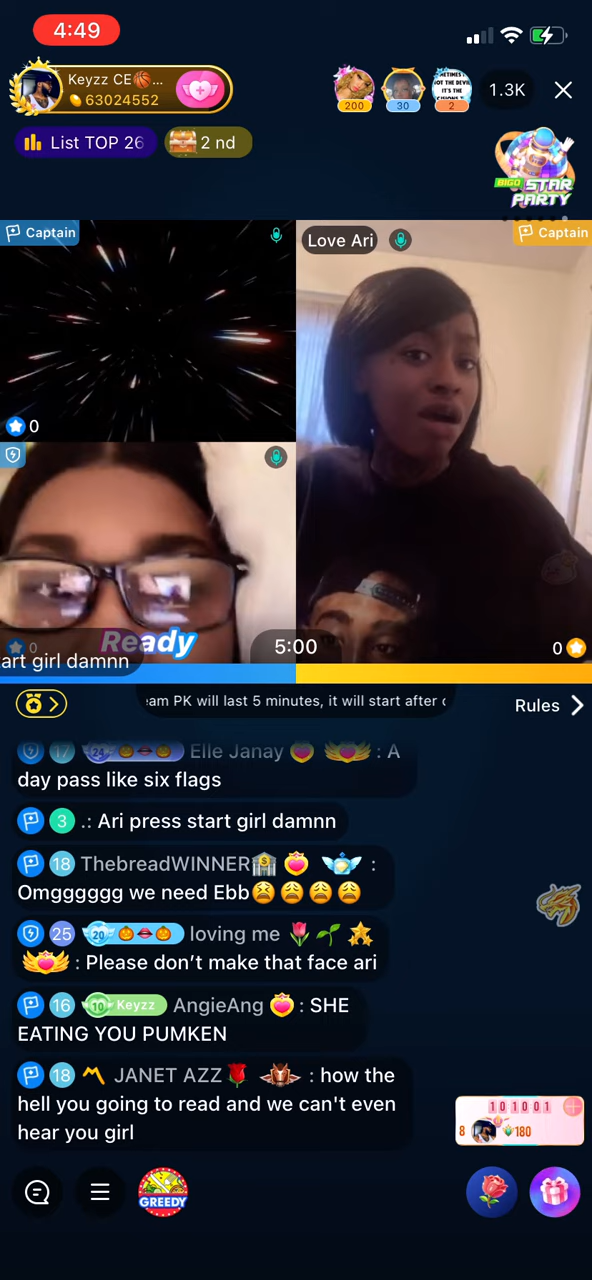 4:49
Keyzz CE🏀...
63024552
200
30
2
1.3K
List TOP 26
2 nd
BIGO STAR
PARTY
Captain
Love Ari
Captain
0
0
Ready
5:00
0
art girl damnn
eam PK will last 5 minutes, it will start after
Rules
17 24 Elle Janay : A
day pass like six flags
3 .: Ari press start girl damnn
18 ThebreadWINNER :
Omgggggg we need Ebb😫😩😩😩
25 20 loving me 🌷🌱
: Please don’t make that face ari
16 10 Keyzz AngieAng : SHE
EATING YOU PUMKEN
18 〽️ JANET AZZ🌹 : how the
hell you going to read and we can't even
hear you girl
101001
8 180
GREEDY